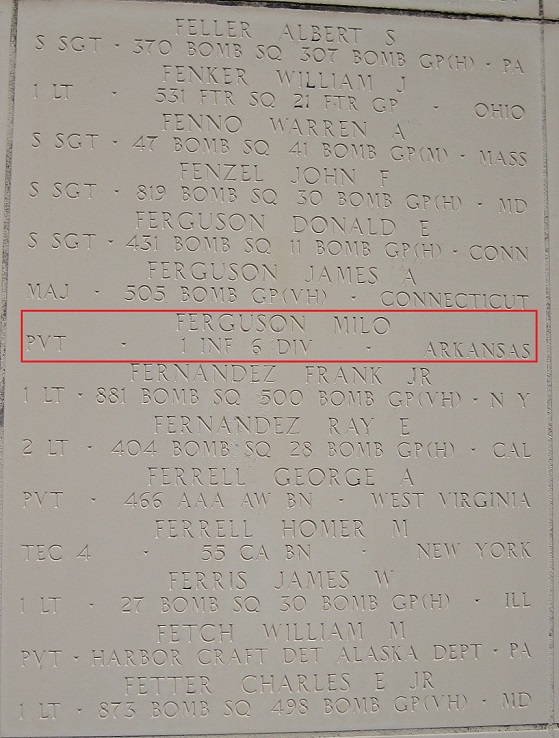 FELLER ALBERT S
S SGT · 370 BOMB SQ 307 BOMB GP(H) · PA
FENKER WILLIAM J
1 LT · 531 FTR SQ 21 FTR GP · OHIO
FENNO WARREN A
S SGT · 47 BOMB SQ 41 BOMB GP(M) · MASS
FENZEL JOHN F
S SGT · 819 BOMB SQ 30 BOMB GP(H) · MD
FERGUSON DONALD E
S SGT · 431 BOMB SQ 11 BOMB GP(H) · CONN
FERGUSON JAMES A
MAJ · 505 BOMB GP(VH) · CONNECTICUT
FERGUSON MILO
PVT · 1 INF 6 DIV · ARKANSAS
FERNANDEZ FRANK JR
1 LT · 881 BOMB SQ 500 BOMB GP(VH) · N Y
FERNANDEZ RAY E
2 LT · 404 BOMB SQ 28 BOMB GP(H) · CAL
FERRELL GEORGE A
PVT · 466 AAA AW BN · WEST VIRGINIA
FERRELL HOMER M
TEC 4 · 55 CA BN · NEW YORK
FERRIS JAMES W
1 LT · 27 BOMB SQ 30 BOMB GP(H) · ILL
FETCH WILLIAM M
PVT · HARBOR CRAFT DET ALASKA DEPT · PA
FETTER CHARLES E JR
1 LT · 873 BOMB SQ 498 BOMB GP(VH) · MD